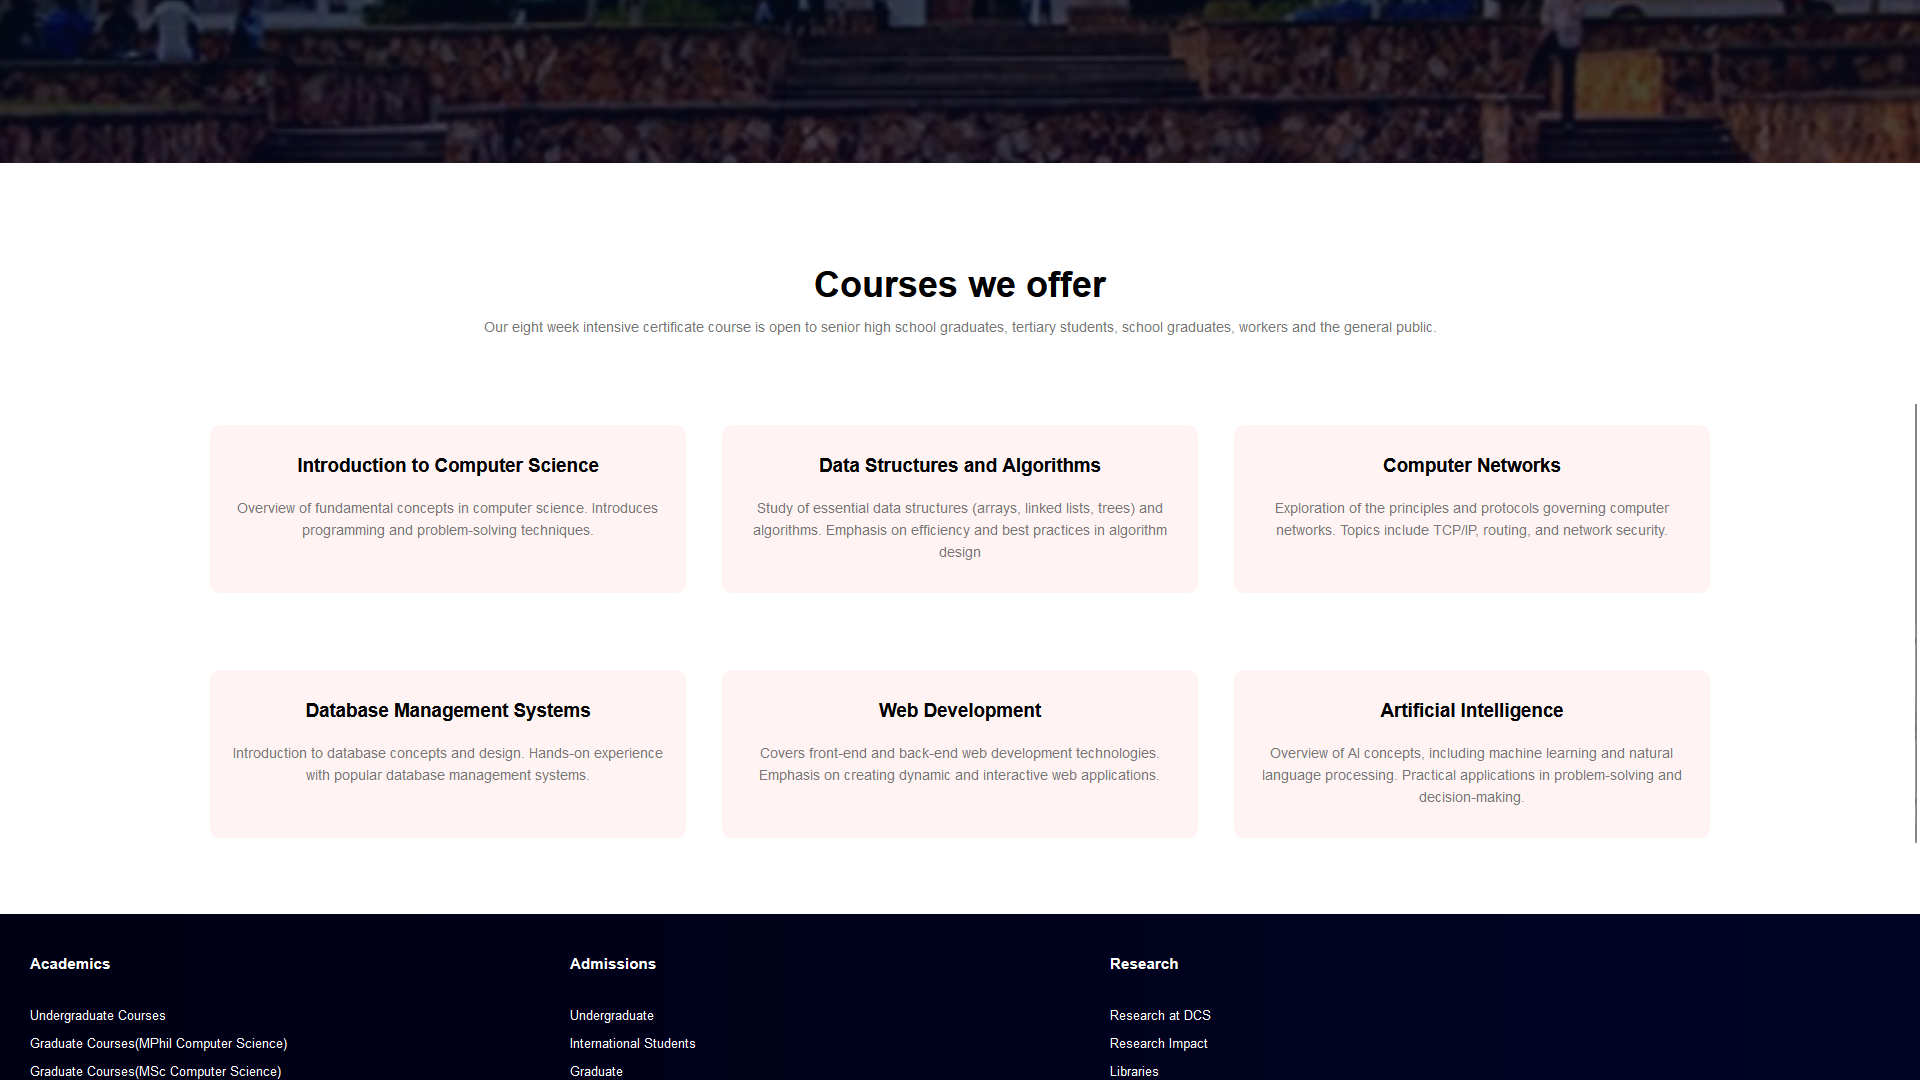 Courses we offer
Our eight week intensive certificate course is open to senior high school graduates, tertiary students, school graduates, workers and the general public.
Introduction to Computer Science
Overview of fundamental concepts in computer science. Introduces
programming and problem-solving techniques.
Data Structures and Algorithms
Study of essential data structures (arrays, linked lists, trees) and
algorithms. Emphasis on efficiency and best practices in algorithm
design
Computer Networks
Exploration of the principles and protocols governing computer
networks. Topics include TCP/IP, routing, and network security.
Database Management Systems
Introduction to database concepts and design. Hands-on experience
with popular database management systems.
Web Development
Covers front-end and back-end web development technologies.
Emphasis on creating dynamic and interactive web applications.
Artificial Intelligence
Overview of AI concepts, including machine learning and natural
language processing. Practical applications in problem-solving and
decision-making.
Academics
Undergraduate Courses
Graduate Courses(MPhil Computer Science)
Graduate Courses(MSc Computer Science)
Admissions
Undergraduate
International Students
Graduate
Research
Research at DCS
Research Impact
Libraries